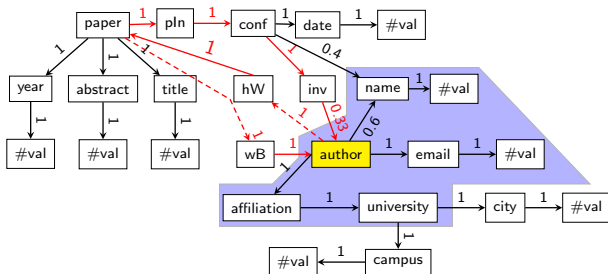 paper 1 pIn 1 conf 1 date 1 #val
1 1 1 1 1 0.4
year abstract title hW inv name 1 #val
1 1 1 1 1 0.33 0.6
#val #val #val wB 1 author 1 email 1 #val
1
affiliation 1 university 1 city 1 #val
1
#val 1 campus